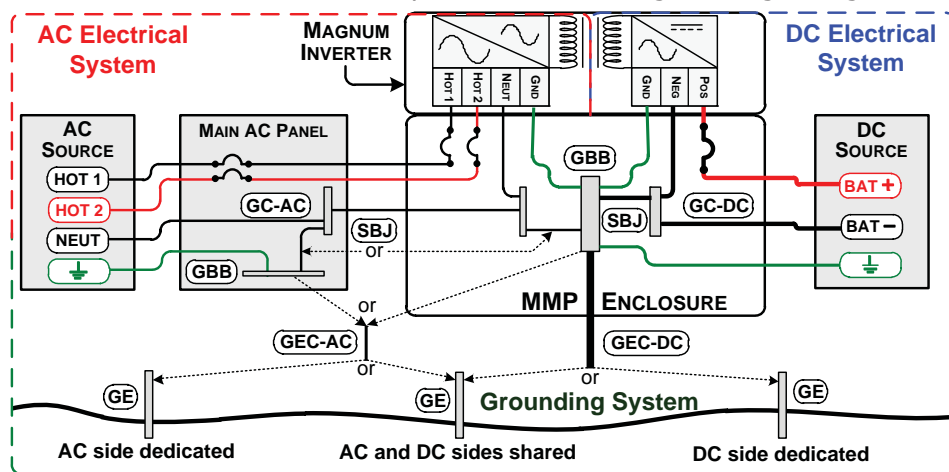 AC Electrical
System
MAGNUM
INVERTER
DC Electrical
System
HOT 1
HOT 2
NEUT
GND
GND
NEG
POS
AC
SOURCE
HOT 1
HOT 2
NEUT
MAIN AC PANEL
GC-AC
SBJ
or
GBB
GBB
SBJ
GC-DC
MMP ENCLOSURE
DC
SOURCE
BAT +
BAT −
or
GEC-AC
or
GEC-DC
or
GE
GE
GE
Grounding System
AC side dedicated
AC and DC sides shared
DC side dedicated